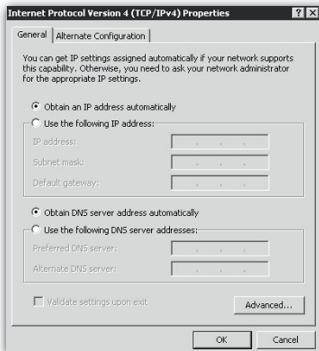 Internet Protocol Version 4 (TCP/IPv4) Properties
General Alternate Configuration
You can get IP settings assigned automatically if your network supports
this capability. Otherwise, you need to ask your network administrator
for the appropriate IP settings.
Obtain an IP address automatically
Use the following IP address:
IP address:
Subnet mask:
Default gateway:
Obtain DNS server address automatically
Use the following DNS server addresses:
Preferred DNS server:
Alternate DNS server:
Validate settings upon exit
Advanced...
OK Cancel